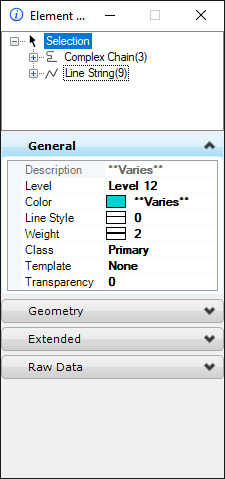 Element ...
Selection
Complex Chain(3)
Line String(9)
General
Description **Varies**
Level Level 12
Color **Varies**
Line Style 0
Weight 2
Class Primary
Template None
Transparency 0
Geometry
Extended
Raw Data